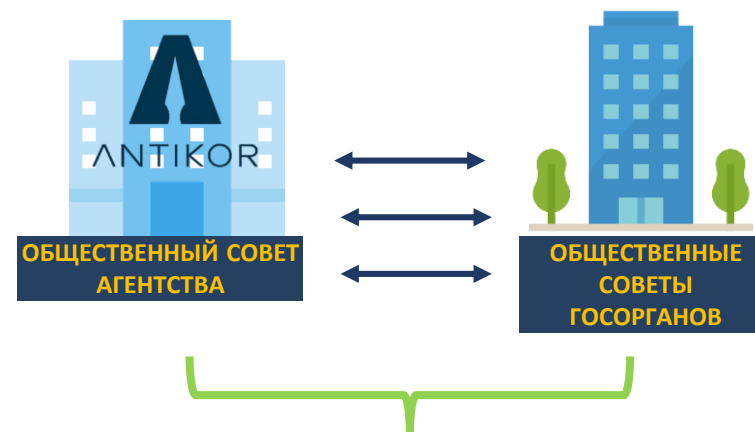 ANTIKOR
ОБЩЕСТВЕННЫЙ СОВЕТ
АГЕНТСТВА
ОБЩЕСТВЕННЫЕ
СОВЕТЫ
ГОСОРГАНОВ